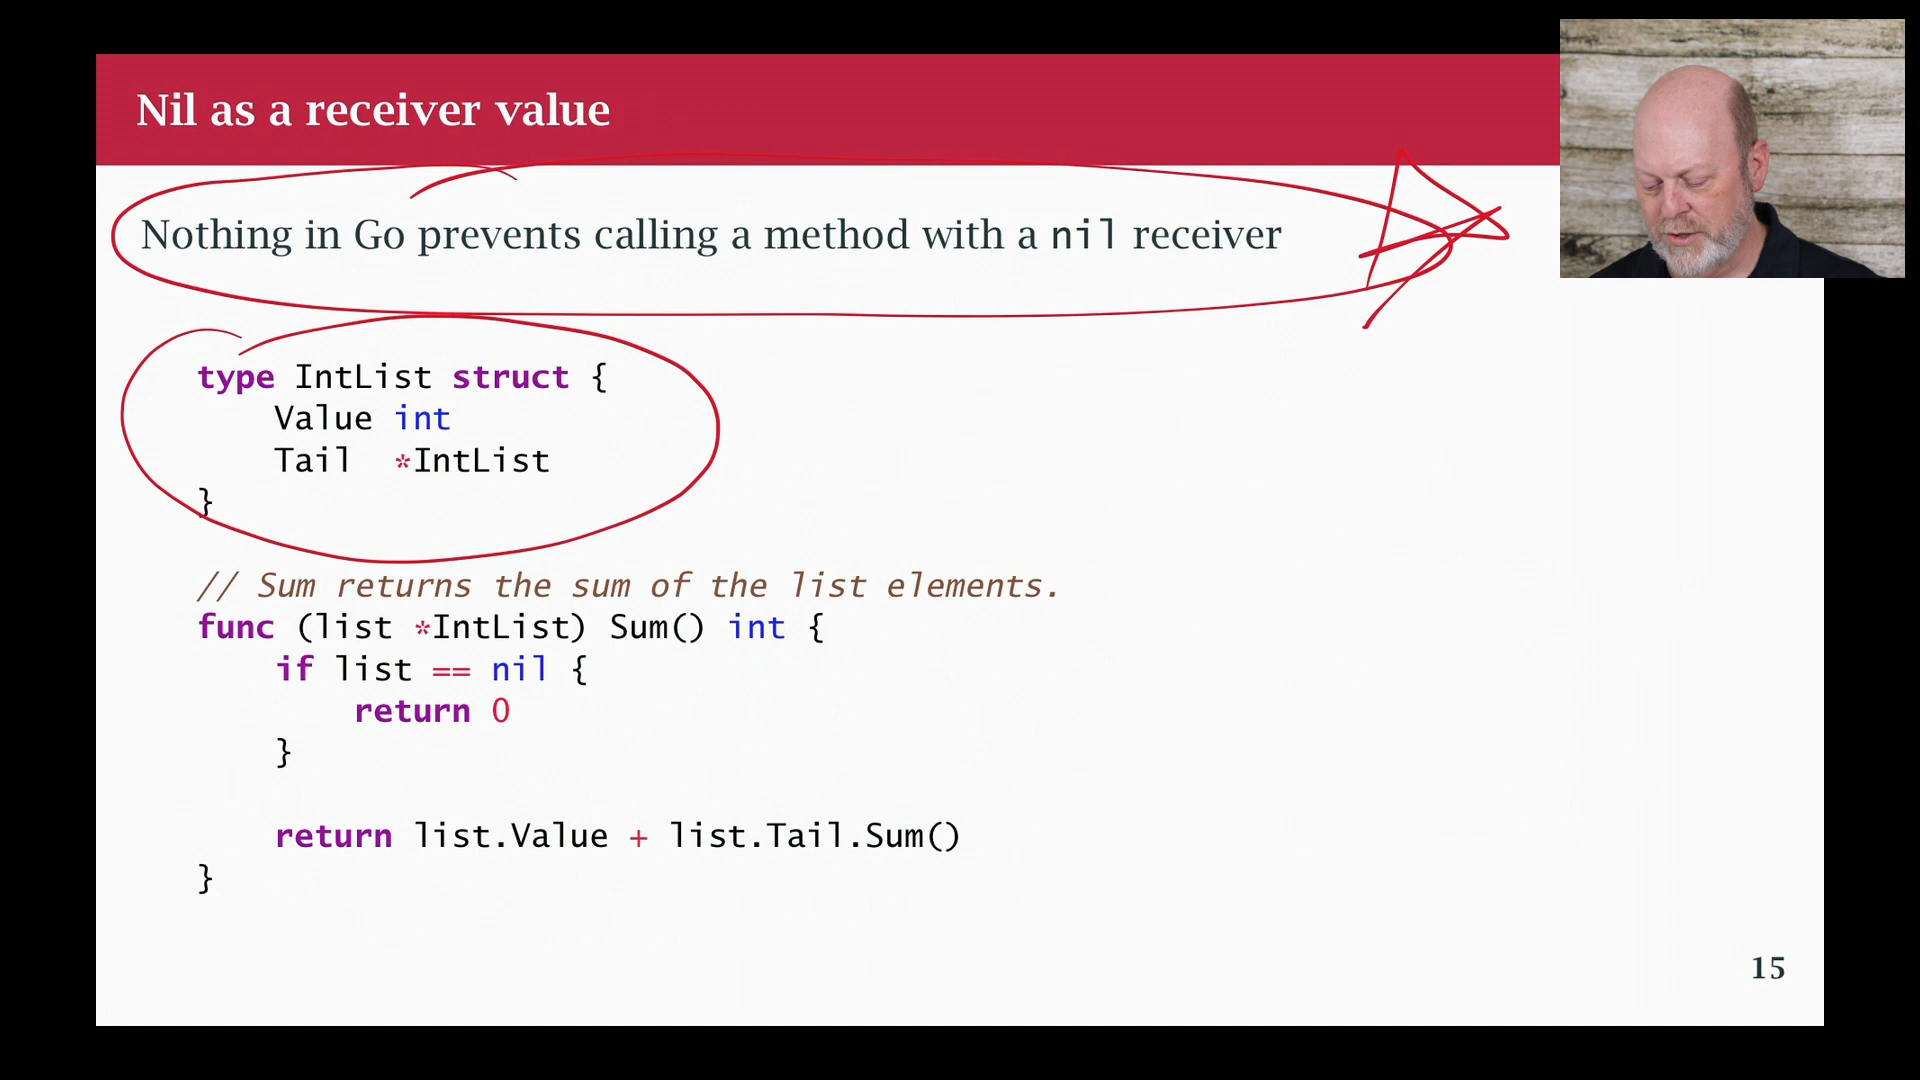 Nil as a receiver value
Nothing in Go prevents calling a method with a nil receiver
type IntList struct {
    Value int
    Tail  *IntList
}
// Sum returns the sum of the list elements.
func (list *IntList) Sum() int {
    if list == nil {
        return 0
    }
    return list.Value + list.Tail.Sum()
}
15